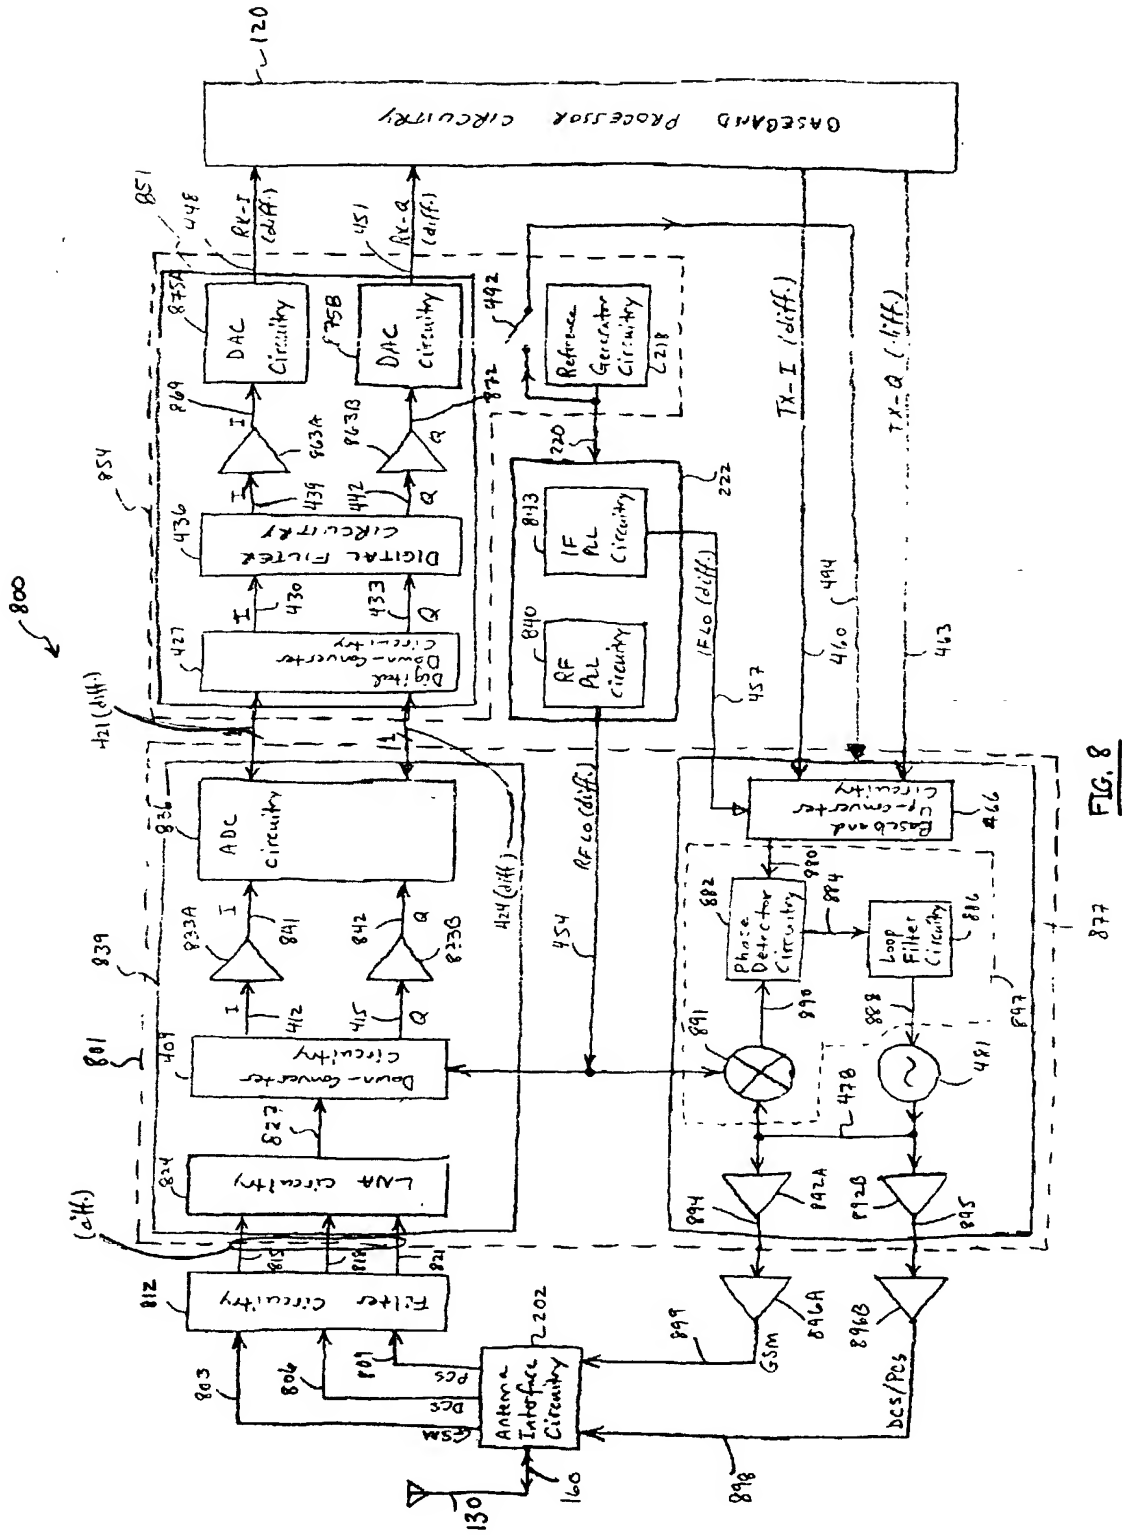 800
854
851
448
875A
DAC
Circuitry
RX-I
(diff.)
120
BASEBAND PROCESSOR CIRCUITRY
869
I
863A
I
439
436
DIGITAL FILTER
CIRCUITRY
I
430
427
Digital
Down-Converter
Circuitry
421 (diff.)
451
RX-Q
(diff.)
875B
DAC
Circuitry
872
863B
Q
442
Q
433
Q
492
Reference
Generator
Circuitry
218
220
222
843
IF
PLL
Circuitry
840
RF
PLL
Circuitry
IF LO (diff.)
457
TX-I (diff.)
TX-Q (diff.)
460
494
463
801
839
836
ADC
Circuitry
833A
I
841
I
412
409
Down-Converter
Circuitry
842
Q
833B
415
Q
424 (diff)
RF LO (diff.)
454
827
824
LNA Circuitry
(diff.)
815
818
821
812
Filter Circuitry
803
806
809
GSM
DCS
PCS
202
Antenna
Interface
Circuitry
130
160
466
Baseband
Up-converter
Circuitry
880
882
Phase
Detector
Circuitry
884
886
Loop
Filter
Circuitry
890
888
891
481
478
897
877
892A
892B
894
895
896A
896B
899
GSM
898
DCS/PCS
FIG. 8